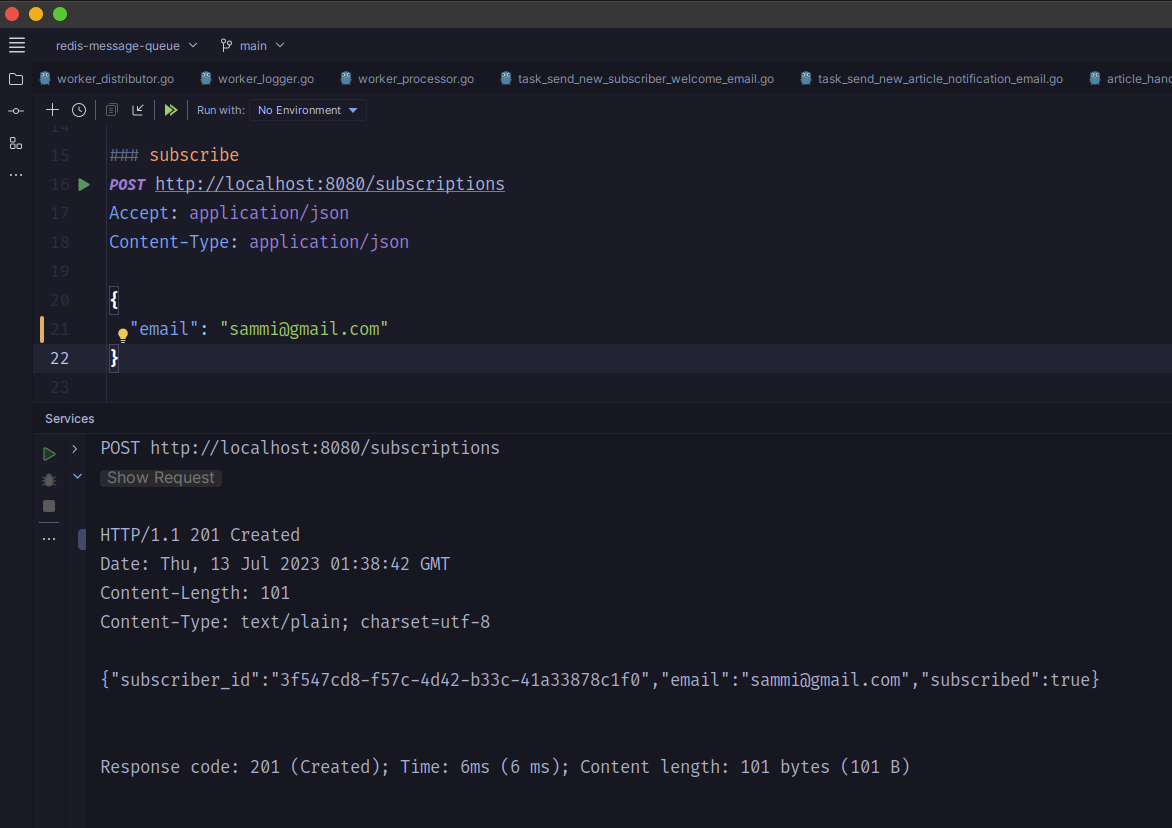 redis-message-queue main
worker_distributor.go worker_logger.go worker_processor.go task_send_new_subscriber_welcome_email.go task_send_new_article_notification_email.go article_hanc
Run with: No Environment
14
15 ### subscribe
16 POST http://localhost:8080/subscriptions
17 Accept: application/json
18 Content-Type: application/json
19
20 {
21 "email": "sammi@gmail.com"
22 }
23
Services
POST http://localhost:8080/subscriptions
Show Request
HTTP/1.1 201 Created
Date: Thu, 13 Jul 2023 01:38:42 GMT
Content-Length: 101
Content-Type: text/plain; charset=utf-8
{"subscriber_id":"3f547cd8-f57c-4d42-b33c-41a33878c1f0","email":"sammi@gmail.com","subscribed":true}
Response code: 201 (Created); Time: 6ms (6 ms); Content length: 101 bytes (101 B)